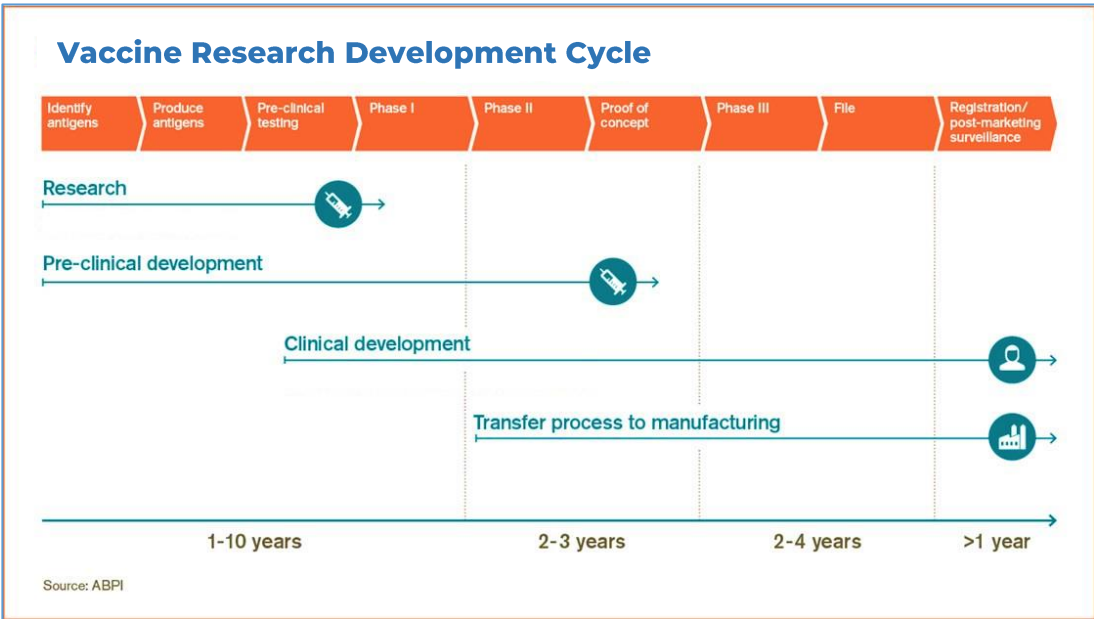 Vaccine Research Development Cycle
Identify
antigens
Produce
antigens
Pre-clinical
testing
Phase I
Phase II
Proof of
concept
Phase III
File
Registration/
post-marketing
surveillance
Research
Pre-clinical development
Clinical development
Transfer process to manufacturing
1-10 years
2-3 years
2-4 years
>1 year
Source: ABPI